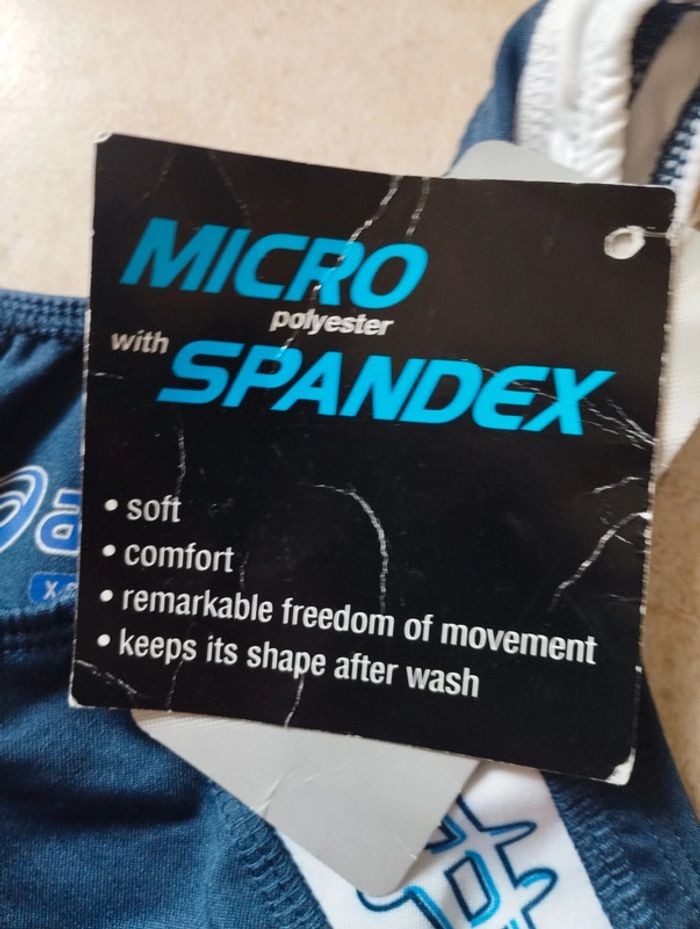 MICRO
polyester
with
SPANDEX
• soft
• comfort
• remarkable freedom of movement
• keeps its shape after wash